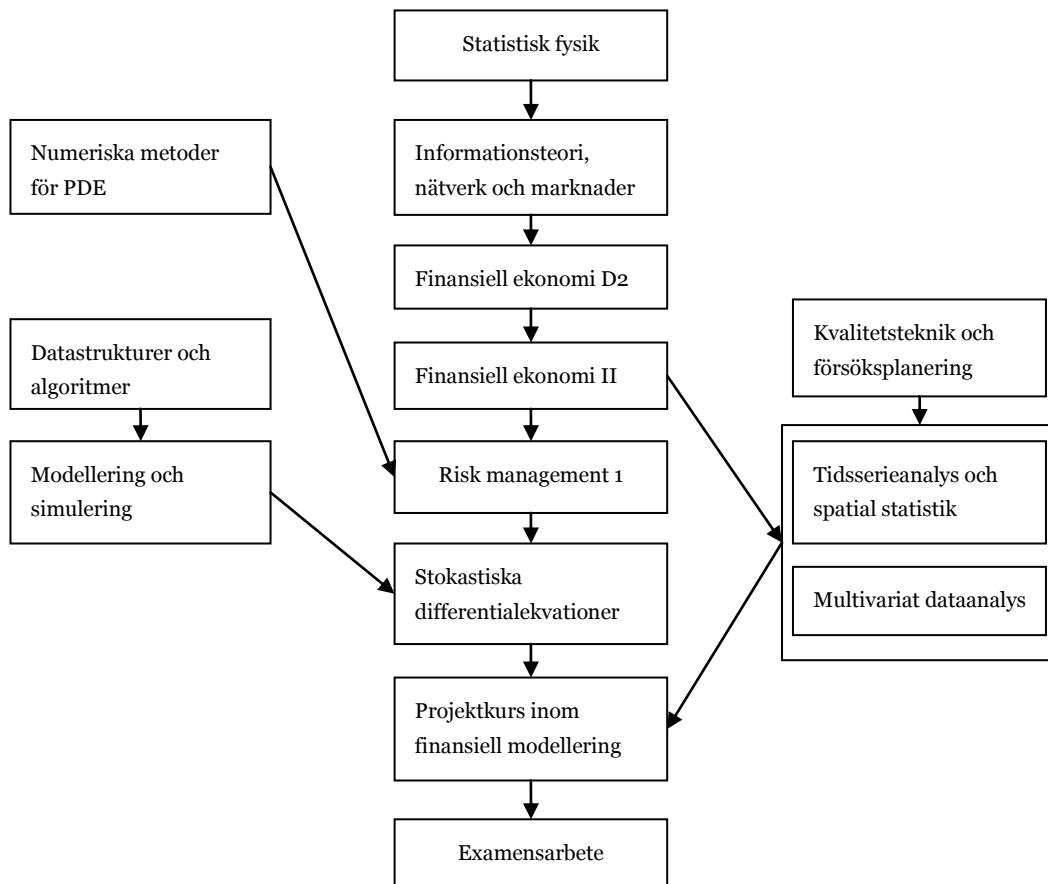 Statistisk fysik
Numeriska metoder
för PDE
Informationsteori,
nätverk och marknader
Finansiell ekonomi D2
Kvalitetsteknik och
försöksplanering
Datastrukturer och
algoritmer
Finansiell ekonomi II
Modellering och
simulering
Risk management 1
Tidsserieanalys och
spatial statistik
Stokastiska
differentialekvationer
Multivariat dataanalys
Projektkurs inom
finansiell modellering
Examensarbete